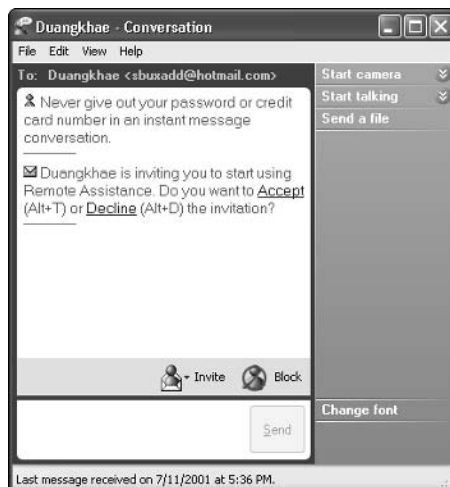 Duangkhae - Conversation
File Edit View Help
To: Duangkhae <sbuxadd@hotmail.com>
Never give out your password or credit
card number in an instant message
conversation.
Duangkhae is inviting you to start using
Remote Assistance. Do you want to Accept
(Alt+T) or Decline (Alt+D) the invitation?
Invite Block
Send
Start camera
Start talking
Send a file
Change font
Last message received on 7/11/2001 at 5:36 PM.